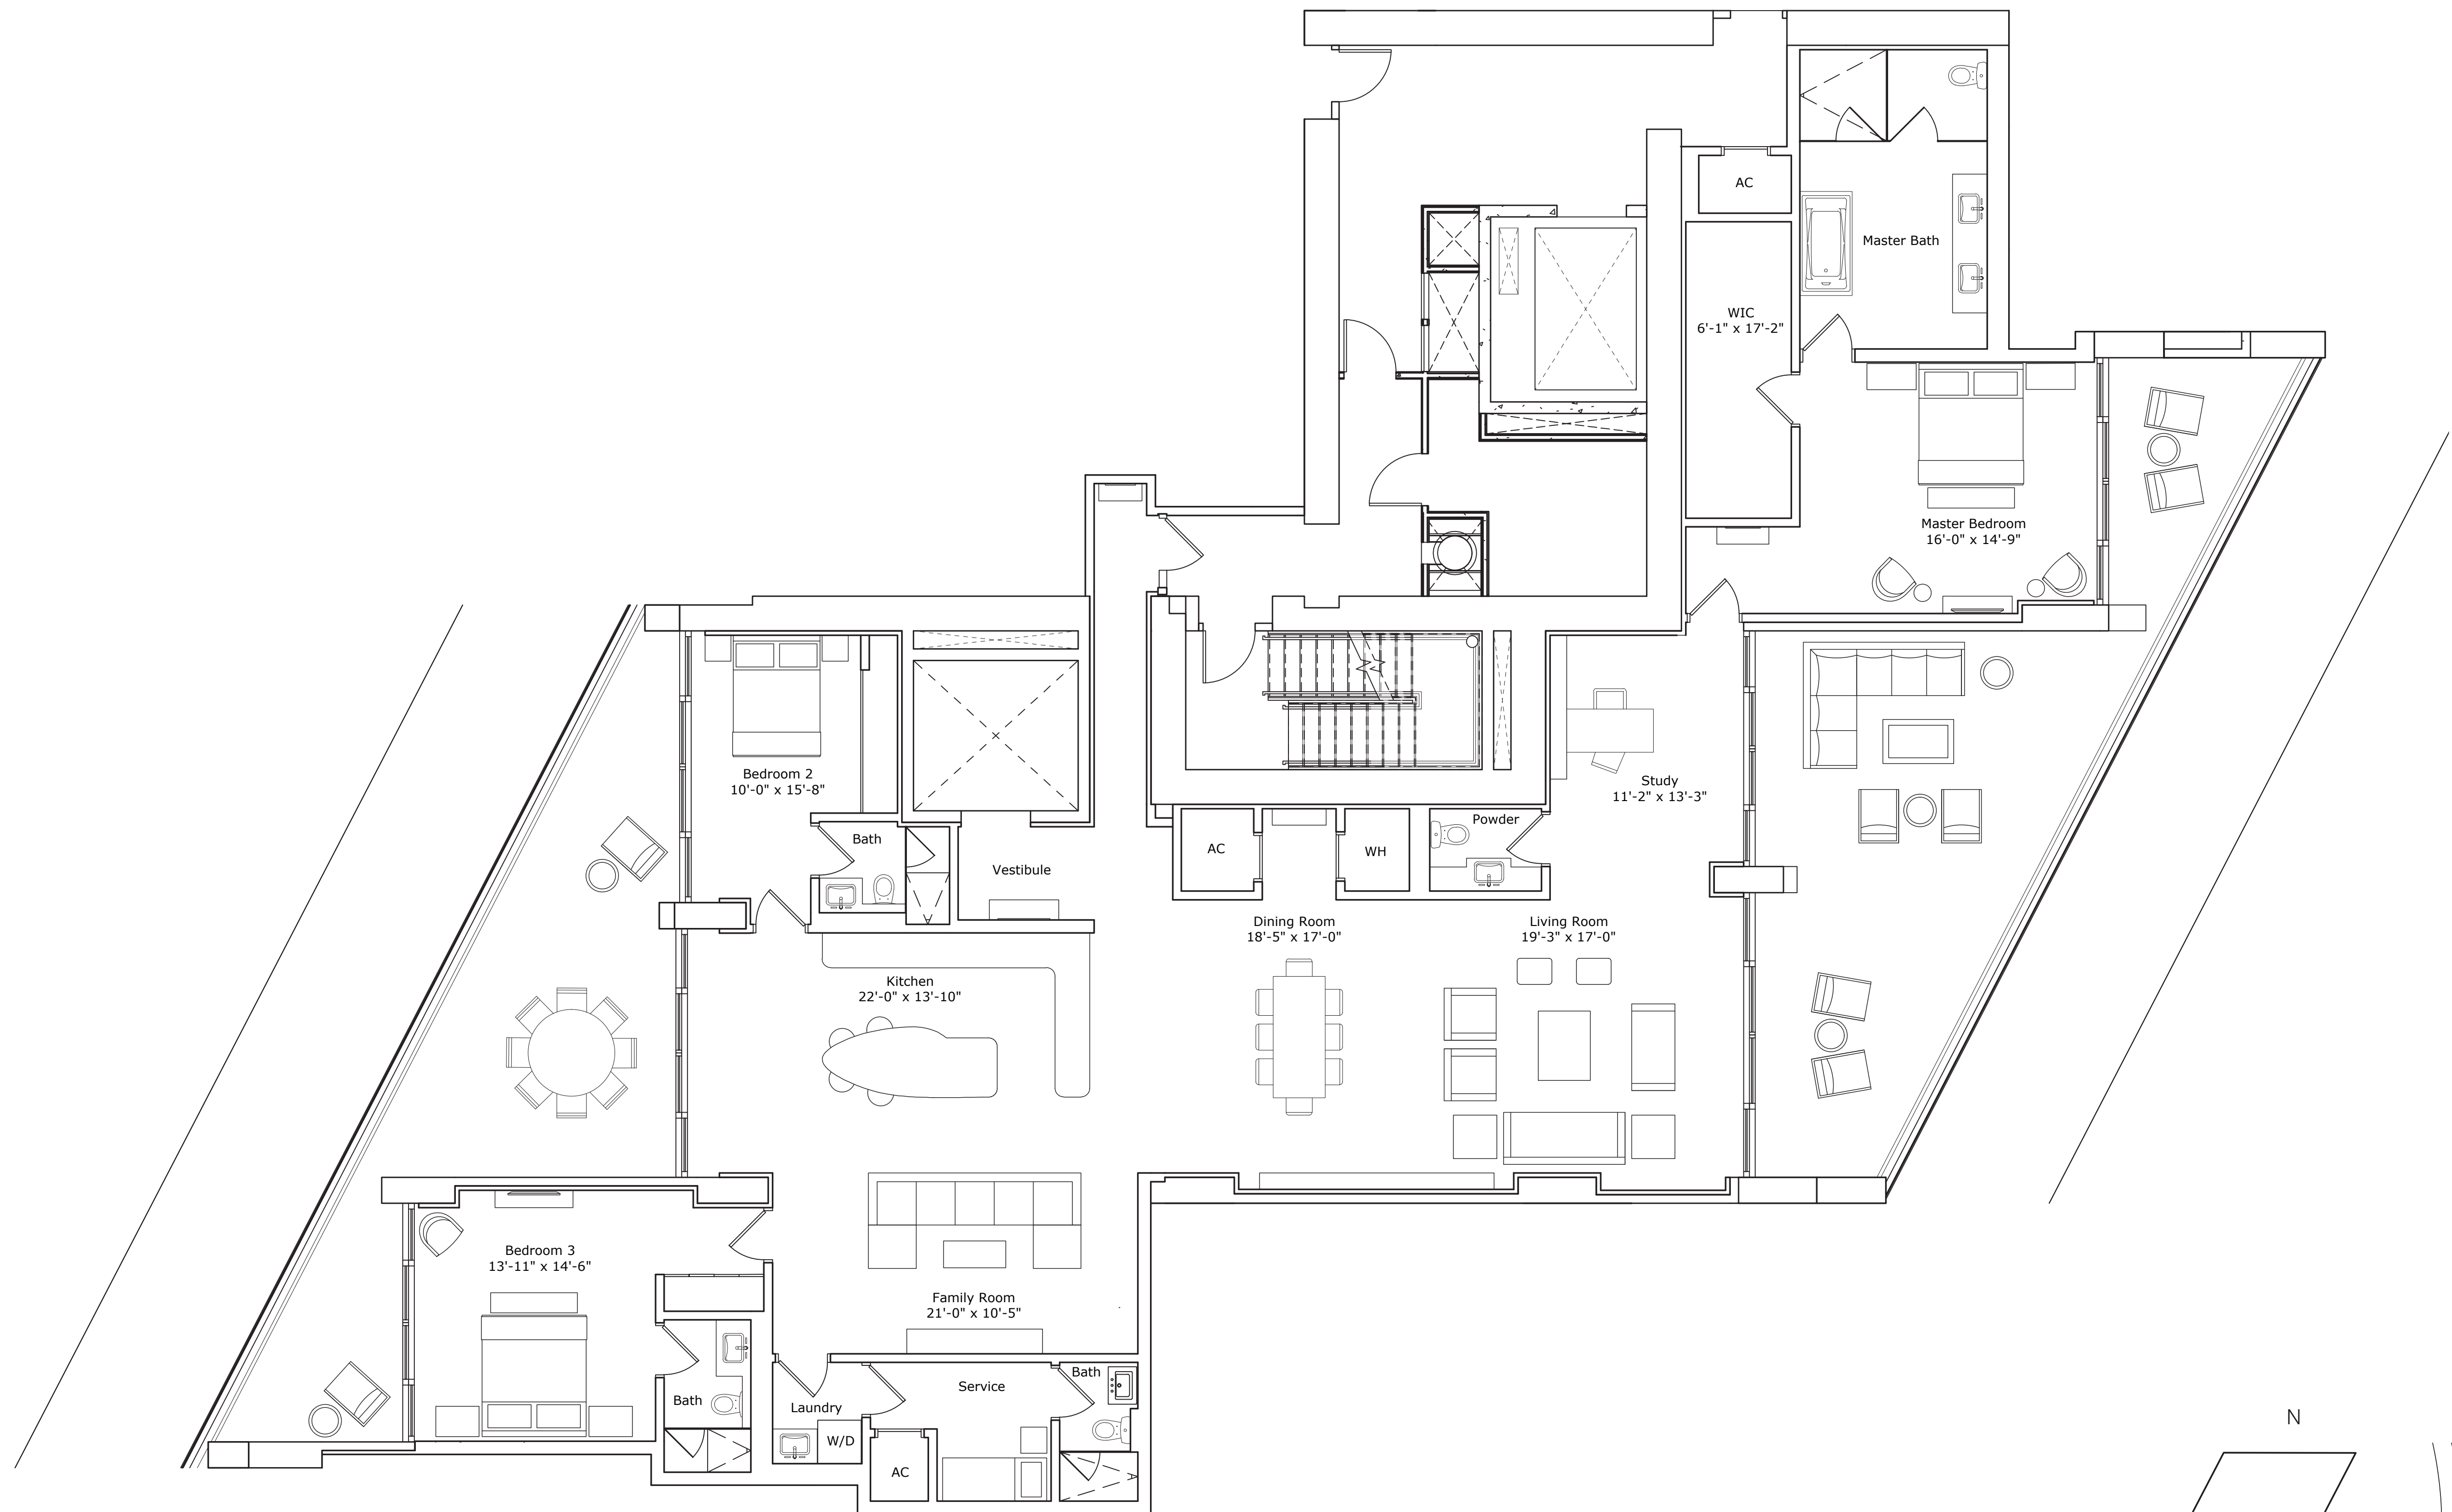 AC
Master Bath
WIC
6'-1" x 17'-2"
Master Bedroom
16'-0" x 14'-9"
Bedroom 2
10'-0" x 15'-8"
Study
11'-2" x 13'-3"
Bath
Vestibule
AC
WH
Powder
Dining Room
18'-5" x 17'-0"
Living Room
19'-3" x 17'-0"
Kitchen
22'-0" x 13'-10"
Bedroom 3
13'-11" x 14'-6"
Family Room
21'-0" x 10'-5"
Bath
Laundry
W/D
Service
Bath
AC
N